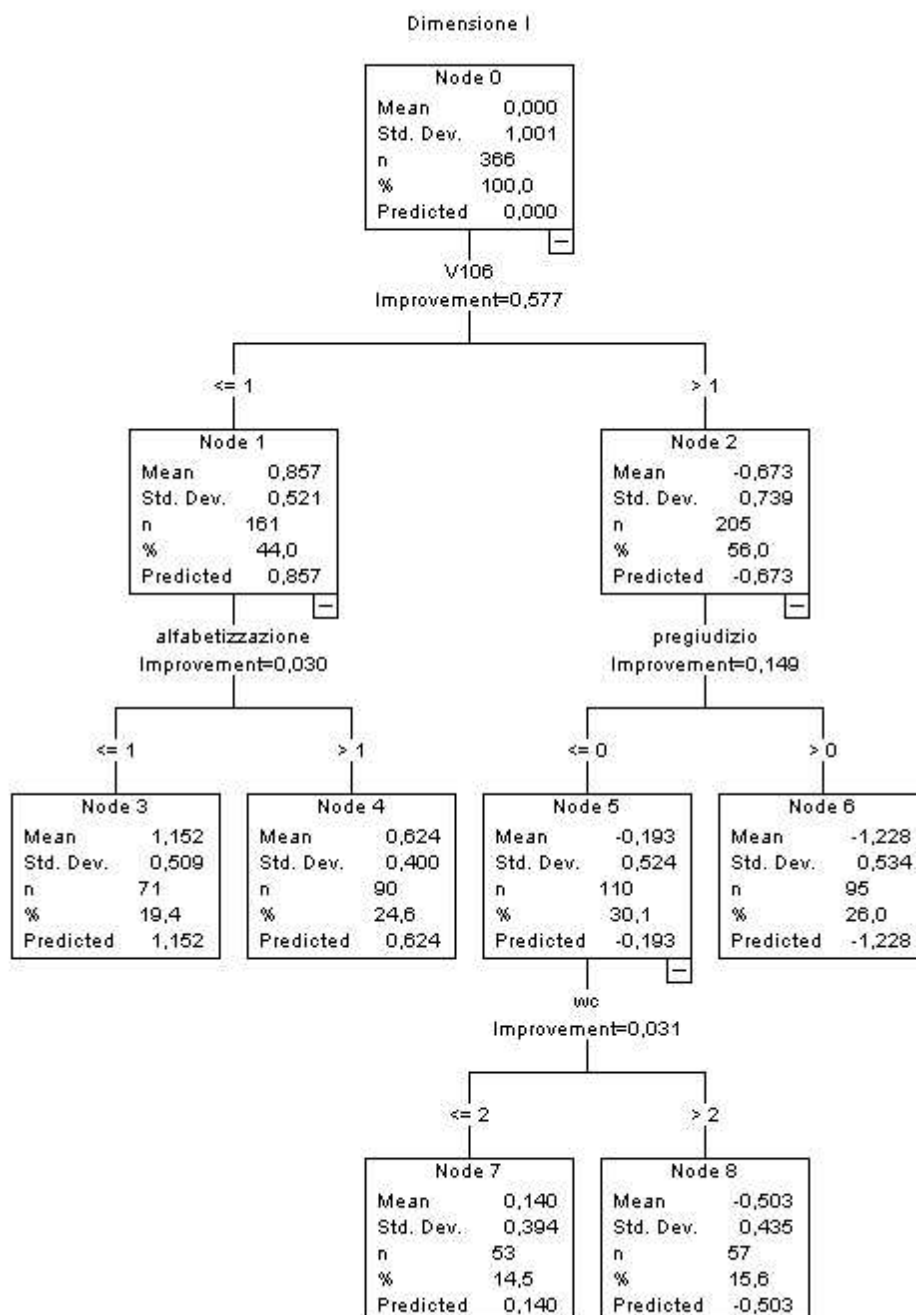 Dimensione I
Node 0
Mean 0,000
Std. Dev. 1,001
n 366
% 100,0
Predicted 0,000
V106
Improvement=0,577
<= 1
> 1
Node 1
Mean 0,857
Std. Dev. 0,521
n 161
% 44,0
Predicted 0,857
Node 2
Mean -0,673
Std. Dev. 0,739
n 205
% 56,0
Predicted -0,673
alfabetizzazione
Improvement=0,030
pregiudizio
Improvement=0,149
<= 1
> 1
<= 0
> 0
Node 3
Mean 1,152
Std. Dev. 0,509
n 71
% 19,4
Predicted 1,152
Node 4
Mean 0,624
Std. Dev. 0,400
n 90
% 24,6
Predicted 0,624
Node 5
Mean -0,193
Std. Dev. 0,524
n 110
% 30,1
Predicted -0,193
Node 6
Mean -1,228
Std. Dev. 0,534
n 95
% 26,0
Predicted -1,228
wc
Improvement=0,031
<= 2
> 2
Node 7
Mean 0,140
Std. Dev. 0,394
n 53
% 14,5
Predicted 0,140
Node 8
Mean -0,503
Std. Dev. 0,435
n 57
% 15,6
Predicted -0,503